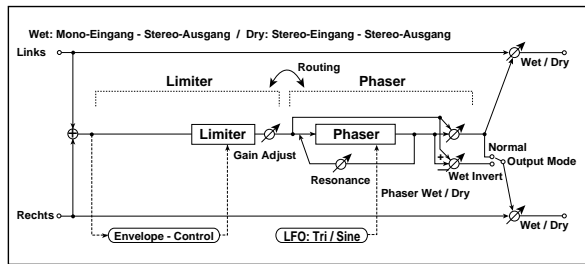 Wet: Mono-Eingang - Stereo-Ausgang / Dry: Stereo-Eingang - Stereo-Ausgang
Links
Wet / Dry
Routing
Limiter
Phaser
Limiter
Gain Adjust
Phaser
Resonance
+
−
Normal
Output Mode
Wet Invert
Phaser Wet / Dry
Rechts
Wet / Dry
Envelope - Control
LFO: Tri / Sine